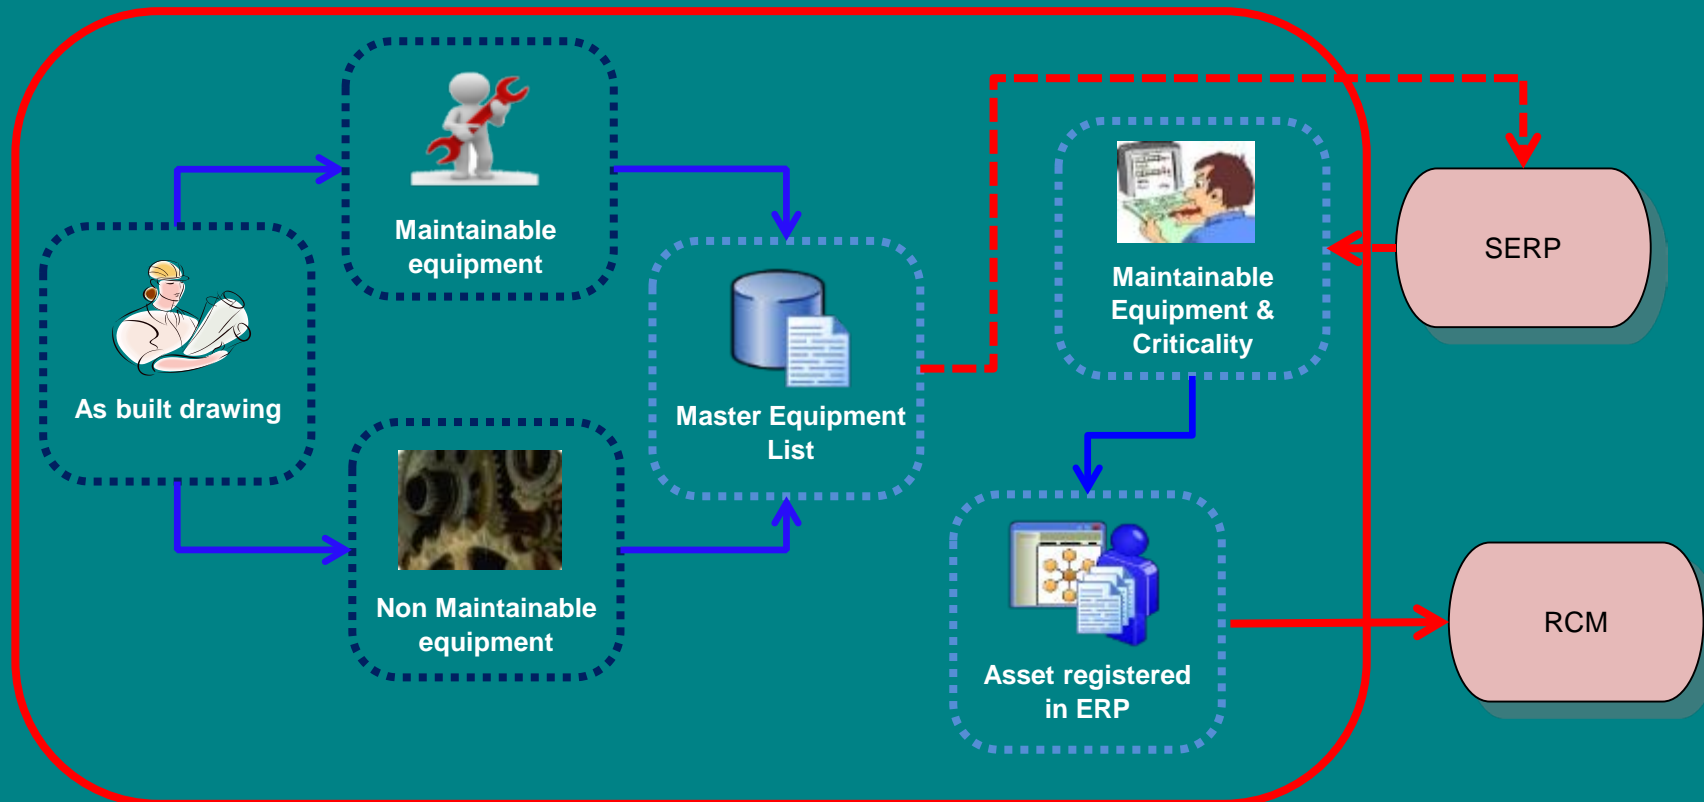 Maintainable
equipment
As built drawing
Non Maintainable
equipment
Master Equipment
List
Maintainable
Equipment &
Criticality
Asset registered
in ERP
SERP
RCM